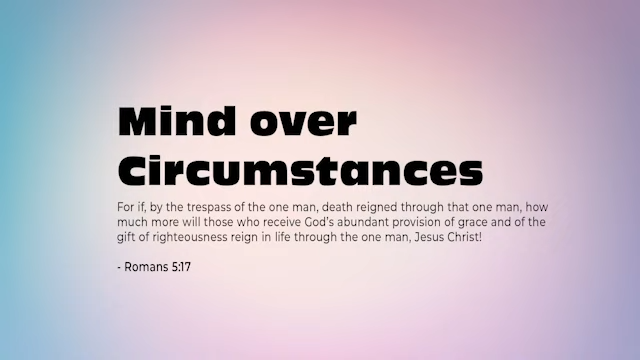 Mind over
Circumstances
For if, by the trespass of the one man, death reigned through that one man, how
much more will those who receive God's abundant provision of grace and of the
gift of righteousness reign in life through the one man, Jesus Christ!
- Romans 5:17